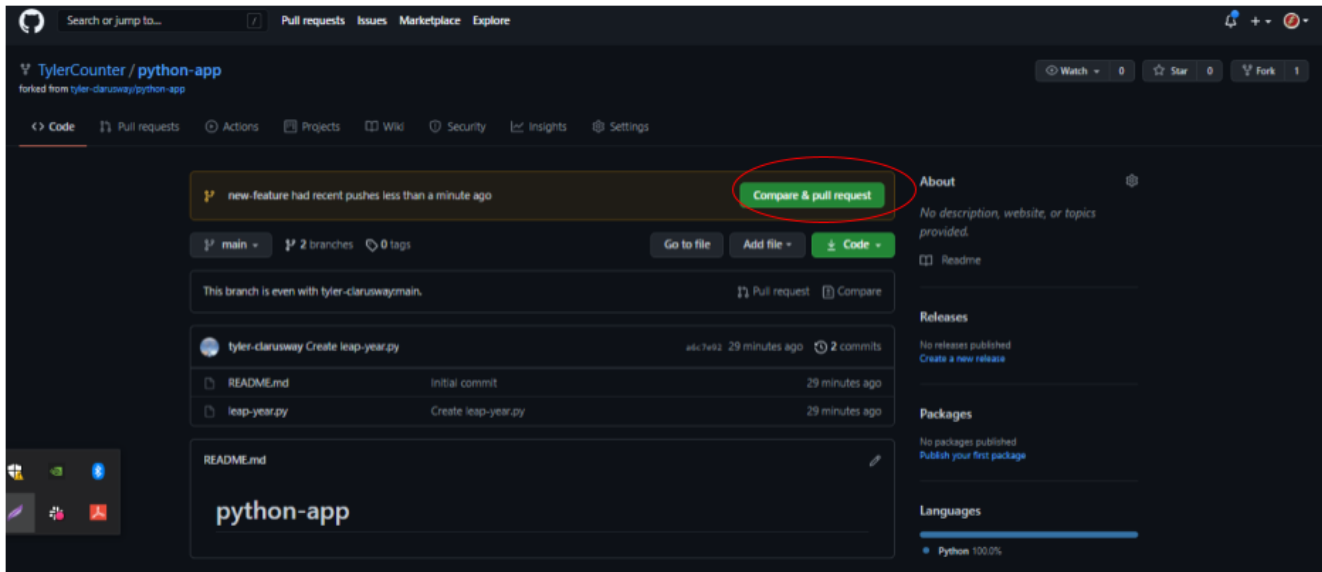 Search or jump to... /
Pull requests Issues Marketplace Explore
TylerCounter / python-app
forked from tyler-clarusway/python-app
Watch 0 Star 0 Fork 1
<> Code Pull requests Actions Projects Wiki Security Insights Settings
new-feature had recent pushes less than a minute ago
Compare & pull request
main 2 branches 0 tags
Go to file Add file Code
This branch is even with tyler-clarusway:main.
Pull request Compare
tyler-clarusway Create leap-year.py
29 minutes ago 2 commits
README.md Initial commit 29 minutes ago
leap-year.py Create leap-year.py 29 minutes ago
README.md
python-app
About
No description, website, or topics
provided.
Readme
Releases
No releases published
Create a new release
Packages
No packages published
Publish your first package
Languages
Python 100.0%